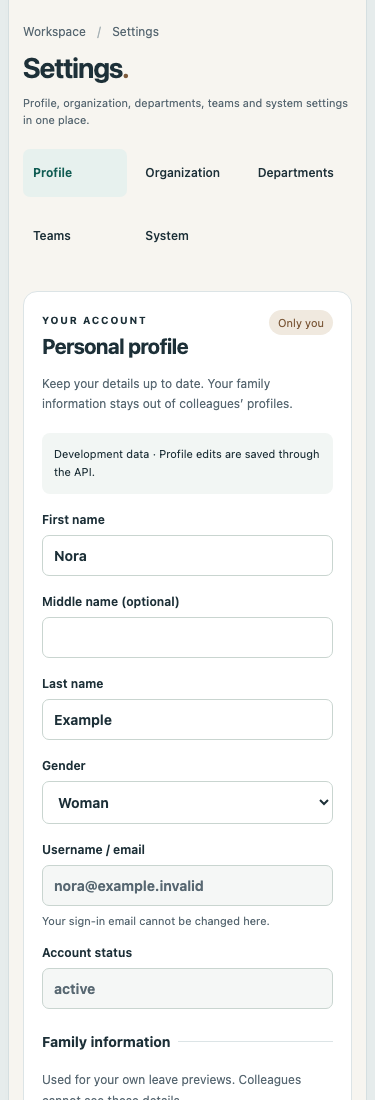 Workspace / Settings
Settings.
Profile, organization, departments, teams and system settings
in one place.
Profile
Organization
Departments
Teams
System
YOUR ACCOUNT
Only you
Personal profile
Keep your details up to date. Your family
information stays out of colleagues’ profiles.
Development data · Profile edits are saved through
the API.
First name
Nora
Middle name (optional)
Last name
Example
Gender
Woman
Username / email
nora@example.invalid
Your sign-in email cannot be changed here.
Account status
active
Family information
Used for your own leave previews. Colleagues
cannot see these details.